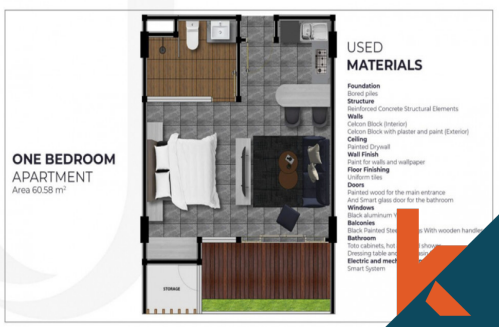 ONE BEDROOM
APARTMENT
Area 60.58 m²
STORAGE
USED
MATERIALS
Foundation
Bored piles
Structure
Reinforced Concrete Structural Elements
Walls
Celcon Block (Interior)
Celcon Block with plaster and paint (Exterior)
Ceiling
Painted Drywall
Wall Finish
Paint for walls and wallpaper
Floor Finishing
Uniform tiles
Doors
Painted wood for the main entrance
And Smart glass door for the bathroom
Windows
Black aluminum
Balconies
Black Painted With wooden handles
Bathroom
Toto cabinets, hot
Dressing table and
Electric and
Smart System